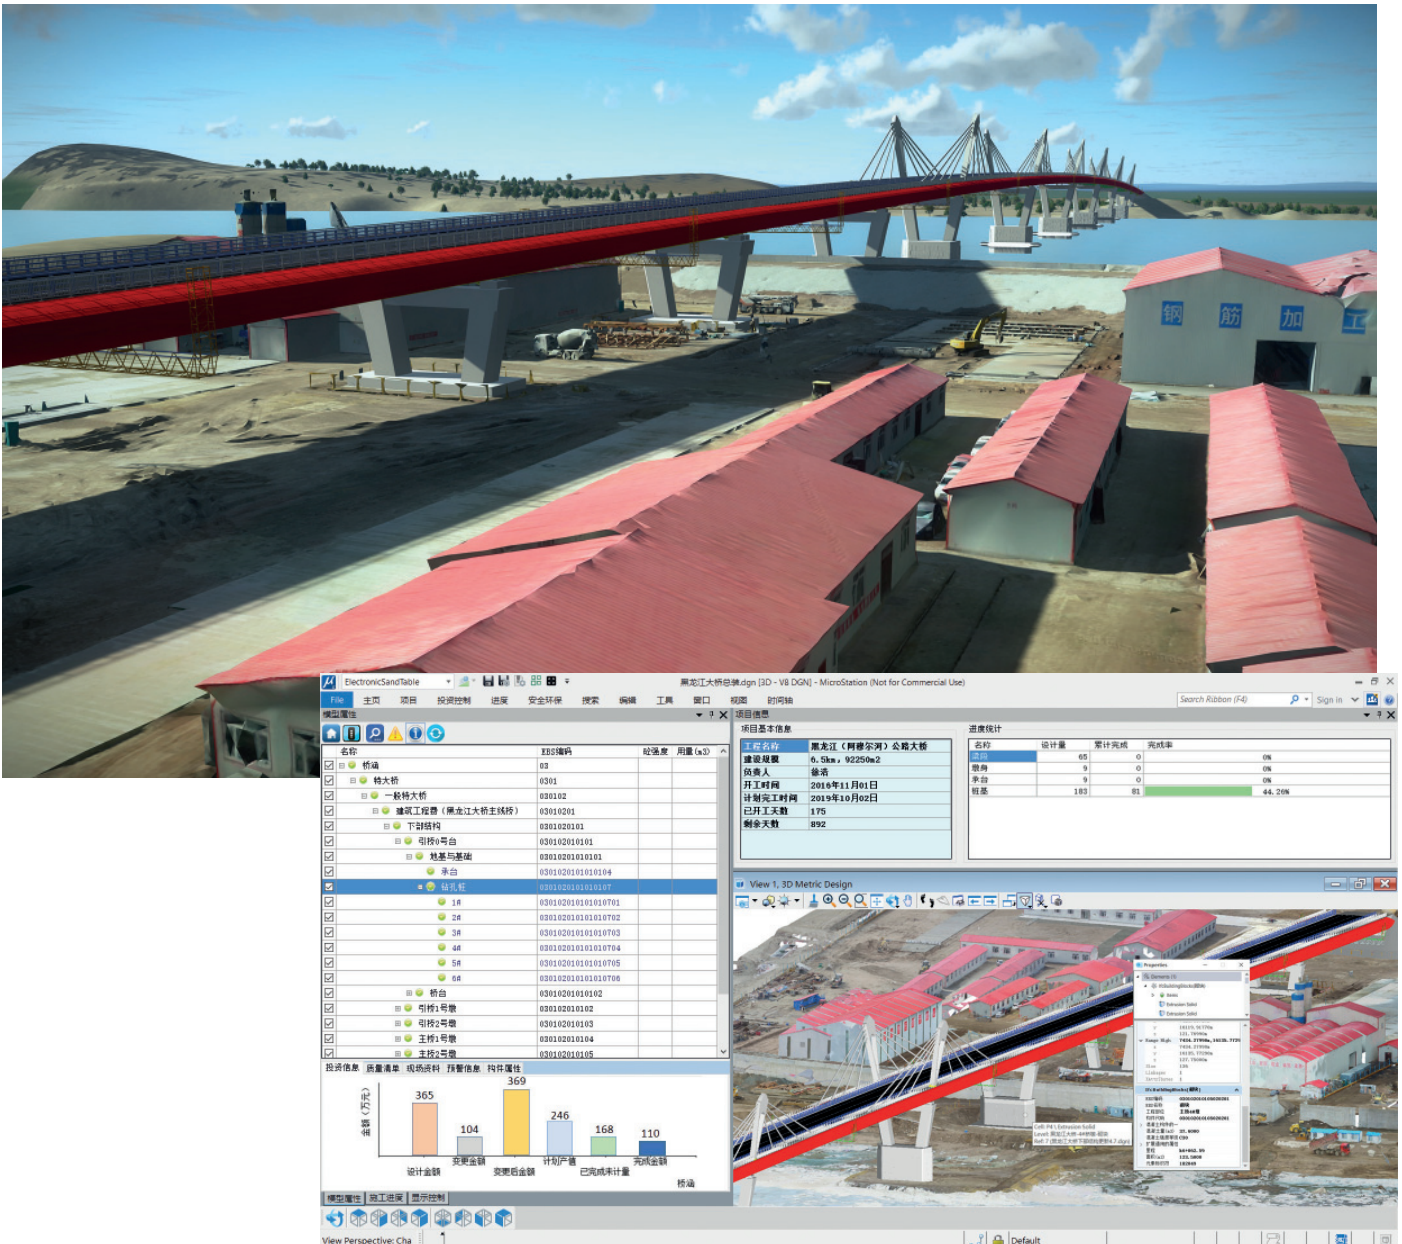 钢筋加工
ElectronicSandTable
黑龙江大桥总装.dgn [3D - V8 DGN] - MicroStation (Not for Commercial Use)
File 主页 项目 投资控制 进度 安全环保 搜索 编辑 工具 窗口 视图 时间轴
Search Ribbon (F4)
Sign in
模型属性
名称 EBS编码 砼强度 用量(m3)
桥涵 03
特大桥 0301
一般特大桥 030102
建筑工程费（黑龙江大桥主线桥） 03010201
下部结构 0301020101
引桥0号台 030102010101
地基与基础 03010201010101
承台 0301020101010104
钻孔桩 0301020101010107
1# 030102010101010701
2# 030102010101010702
3# 030102010101010703
4# 030102010101010704
5# 030102010101010705
6# 030102010101010706
桥台 03010201010102
引桥1号墩 030102010102
引桥2号墩 030102010103
主桥1号墩 030102010104
主桥2号墩 030102010105
投资信息 质量清单 现场资料 预警信息 构件属性
金额（万元）
365
104
369
246
168
110
设计金额
变更金额
变更后金额
计划产值
已完成未计量
完成金额
桥涵
模型属性 施工进度 显示控制
View Perspective: Cha
项目信息
项目基本信息
工程名称 黑龙江（阿穆尔河）公路大桥
建设规模 6.5km，92250m2
负责人 徐浩
开工时间 2016年11月01日
计划完工时间 2019年10月02日
已开工天数 175
剩余天数 892
进度统计
名称 设计量 累计完成 完成率
65 0 0%
墩身 9 0 0%
承台 9 0 0%
桩基 183 81 44.26%
View 1, 3D Metric Design
Properties
Generic (1)
Items
Extrusion Solid
Extrusion Solid
Range High
Cell: P4 \ Extrusion Solid
Default